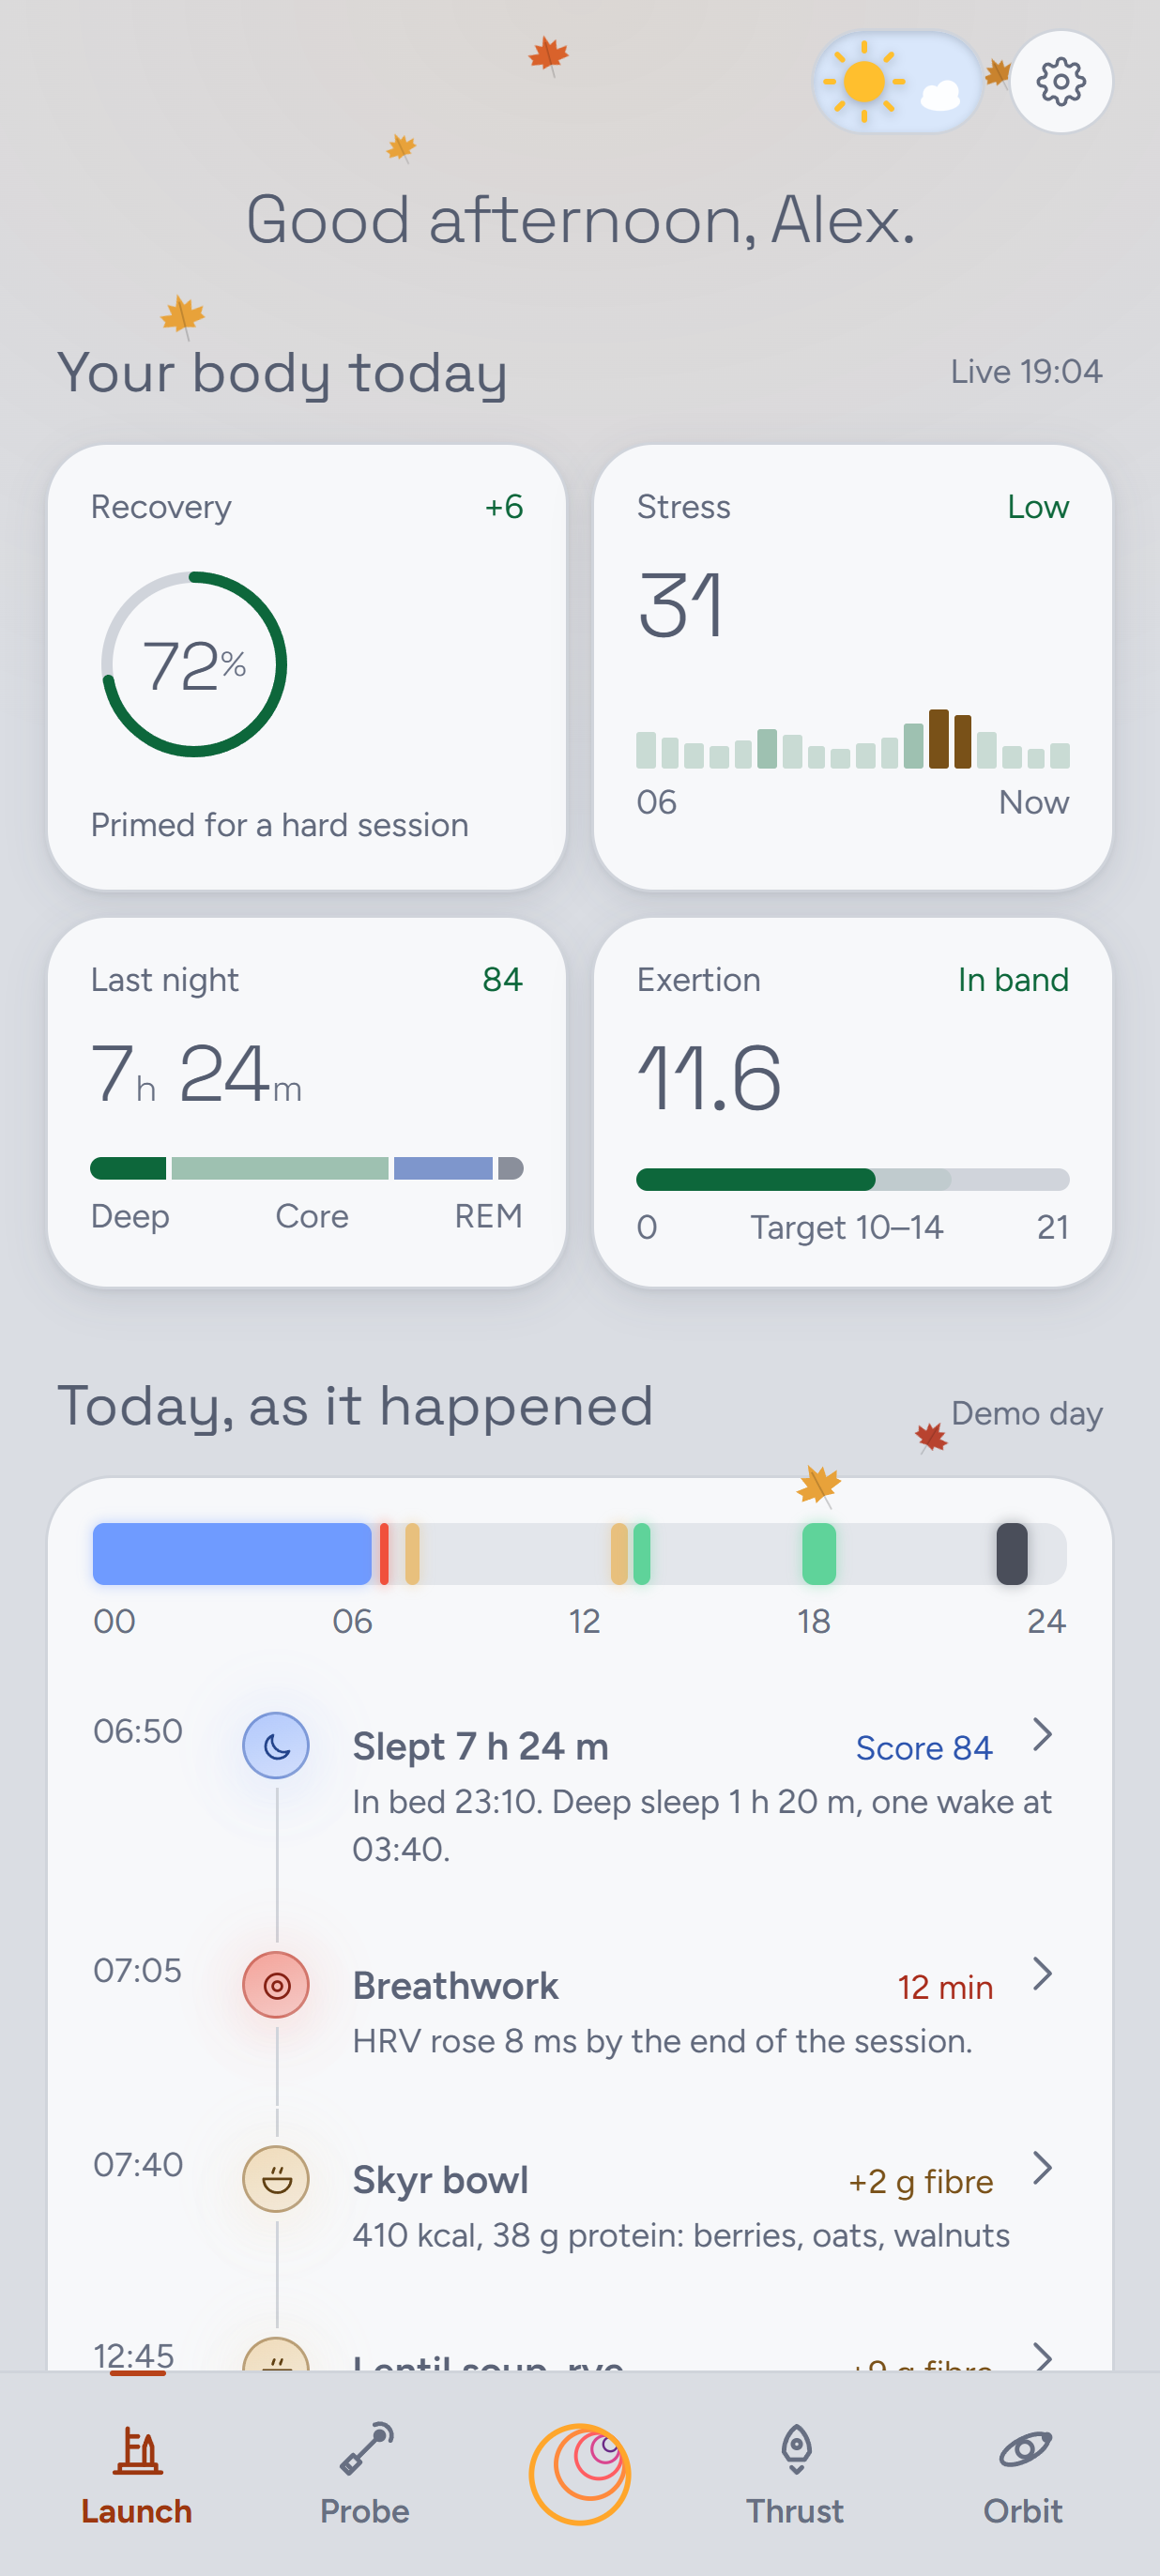 Good afternoon, Alex.
Your body today
Live 19:04
Recovery
+6
72%
Primed for a hard session
Stress
Low
31
06
Now
Last night
84
7h 24m
Deep
Core
REM
Exertion
In band
11.6
0
Target 10–14
21
Today, as it happened
Demo day
00
06
12
18
24
06:50
Slept 7 h 24 m
Score 84
In bed 23:10. Deep sleep 1 h 20 m, one wake at
03:40.
07:05
Breathwork
12 min
HRV rose 8 ms by the end of the session.
07:40
Skyr bowl
+2 g fibre
410 kcal, 38 g protein: berries, oats, walnuts
12:45
Lentil soup, rye
+9 g fibre
Launch
Probe
Thrust
Orbit